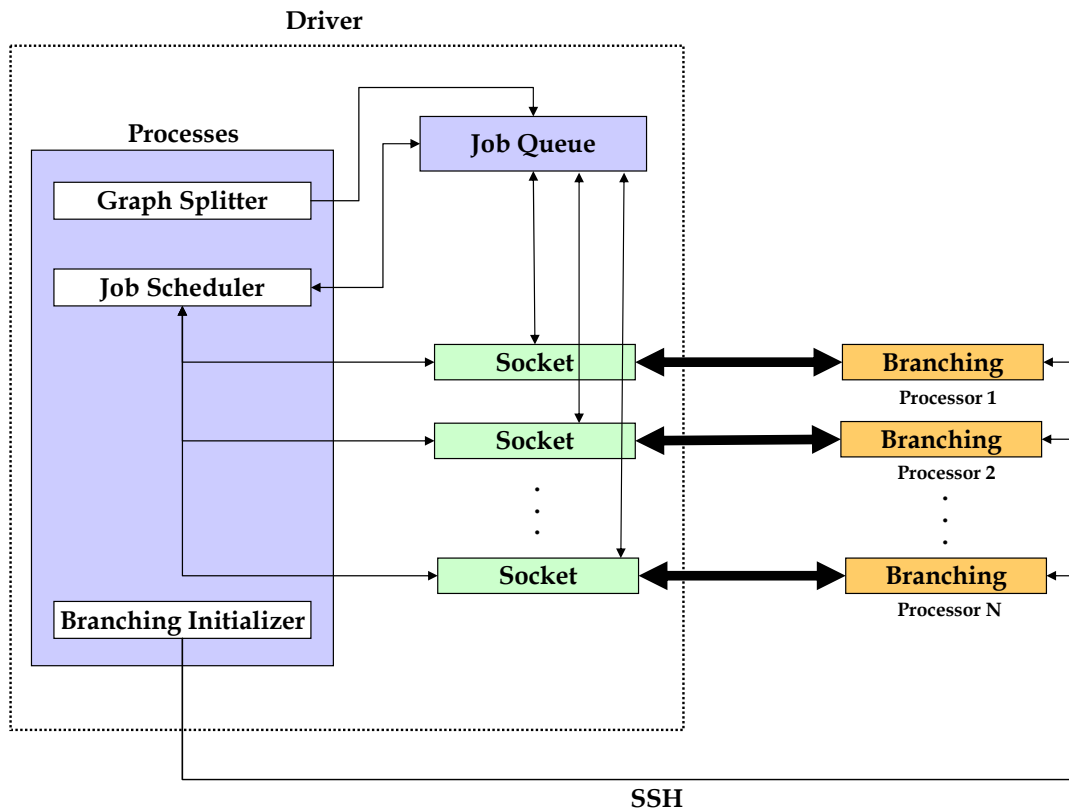 Driver
Processes
Job Queue
Graph Splitter
Job Scheduler
Socket
Branching
Processor 1
Socket
Branching
Processor 2
Socket
Branching
Processor N
Branching Initializer
SSH